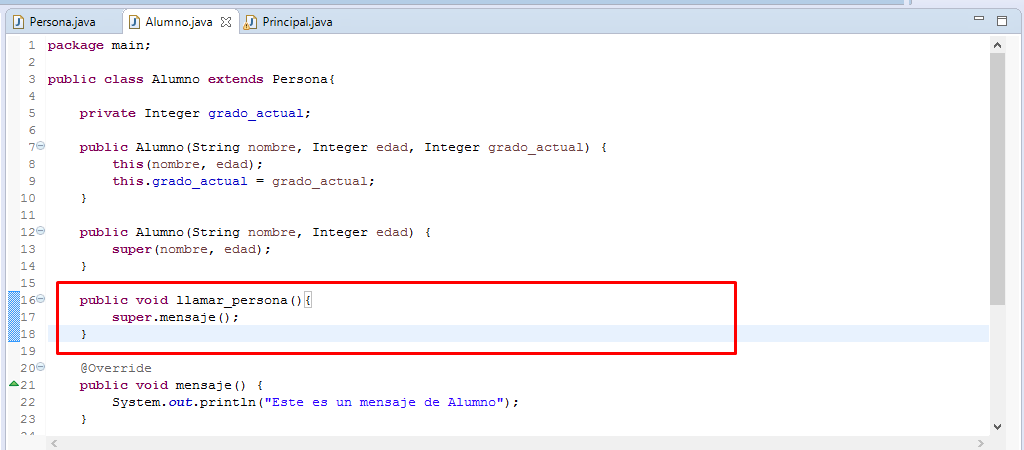 Persona.java Alumno.java Principal.java
1 package main;
2
3 public class Alumno extends Persona{
4
5 private Integer grado_actual;
6
7 public Alumno(String nombre, Integer edad, Integer grado_actual) {
8 this(nombre, edad);
9 this.grado_actual = grado_actual;
10 }
11
12 public Alumno(String nombre, Integer edad) {
13 super(nombre, edad);
14 }
15
16 public void llamar_persona(){
17 super.mensaje();
18 }
19
20 @Override
21 public void mensaje() {
22 System.out.println("Este es un mensaje de Alumno");
23 }